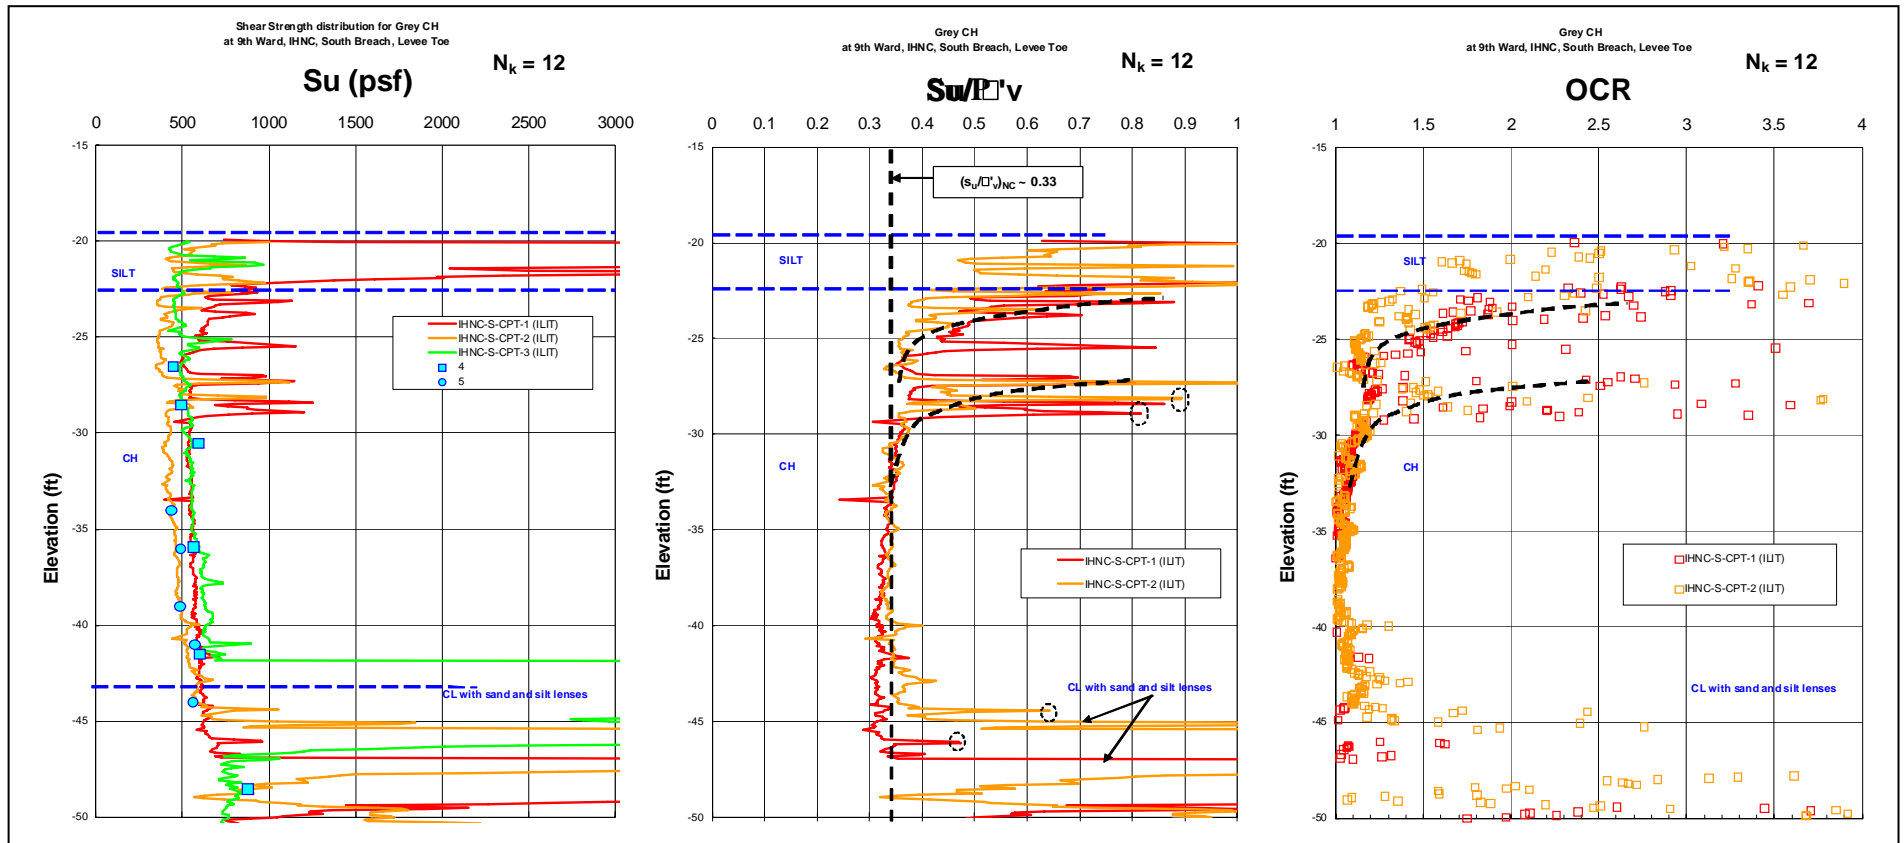 Shear Strength distribution for Grey CH
at 9th Ward, IHNC, South Breach, Levee Toe
Nk = 12
Su (psf)
0 500 1000 1500 2000 2500 3000
-15
-20
-25
-30
-35
-40
-45
-50
Elevation (ft)
SILT
CH
IHNC-S-CPT-1 (ILIT)
IHNC-S-CPT-2 (ILIT)
IHNC-S-CPT-3 (ILIT)
4
5
CL with sand and silt lenses
Grey CH
at 9th Ward, IHNC, South Breach, Levee Toe
Nk = 12
Su/P□'v
0 0.1 0.2 0.3 0.4 0.5 0.6 0.7 0.8 0.9 1
-15
-20
-25
-30
-35
-40
-45
-50
Elevation (ft)
(su/□'v)NC ~ 0.33
SILT
CH
IHNC-S-CPT-1 (ILIT)
IHNC-S-CPT-2 (ILIT)
CL with sand and silt lenses
Grey CH
at 9th Ward, IHNC, South Breach, Levee Toe
Nk = 12
OCR
1 1.5 2 2.5 3 3.5 4
-15
-20
-25
-30
-35
-40
-45
-50
Elevation (ft)
SILT
CH
IHNC-S-CPT-1 (ILIT)
IHNC-S-CPT-2 (ILIT)
CL with sand and silt lenses